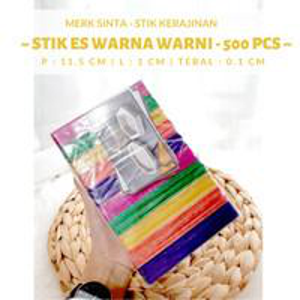 MERK SINTA - STIK KERAJINAN
~ STIK ES WARNA WARNI - 500 PCS ~
P : 11.5 CM | L : 1 CM | TEBAL : 0.1 CM